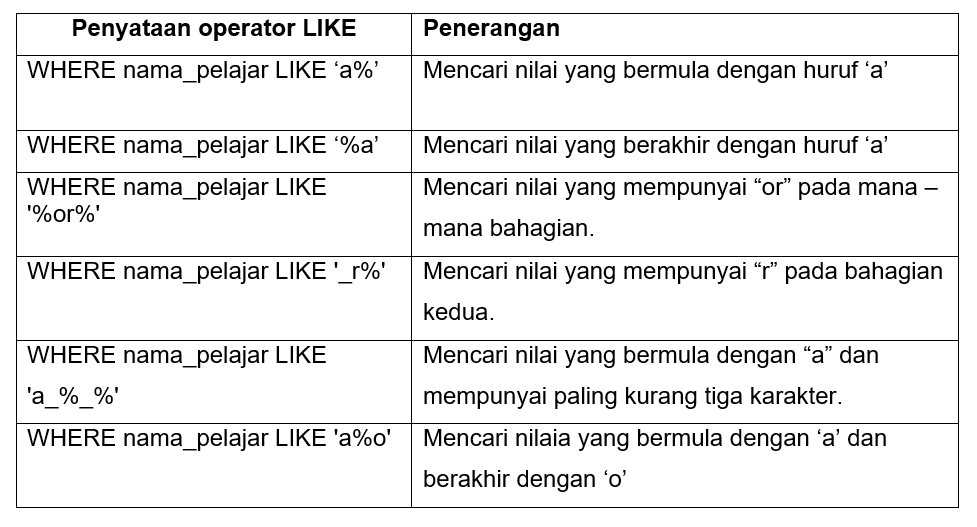 Penyataan operator LIKE
Penerangan
WHERE nama_pelajar LIKE ‘a%’
Mencari nilai yang bermula dengan huruf ‘a’
WHERE nama_pelajar LIKE ‘%a’
Mencari nilai yang berakhir dengan huruf ‘a’
WHERE nama_pelajar LIKE
'%or%'
Mencari nilai yang mempunyai “or” pada mana –
mana bahagian.
WHERE nama_pelajar LIKE '_r%'
Mencari nilai yang mempunyai “r” pada bahagian
kedua.
WHERE nama_pelajar LIKE
'a_%_%'
Mencari nilai yang bermula dengan “a” dan
mempunyai paling kurang tiga karakter.
WHERE nama_pelajar LIKE 'a%o'
Mencari nilaia yang bermula dengan ‘a’ dan
berakhir dengan ‘o’